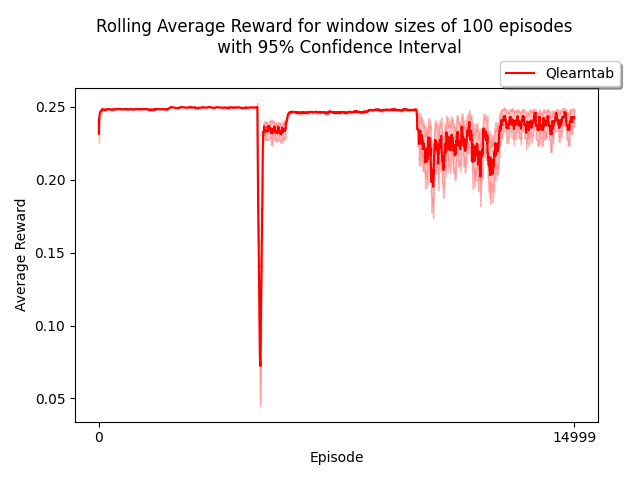 Rolling Average Reward for window sizes of 100 episodes
with 95% Confidence Interval
Qlearntab
0.25
0.20
0.15
0.10
0.05
Average Reward
0
14999
Episode